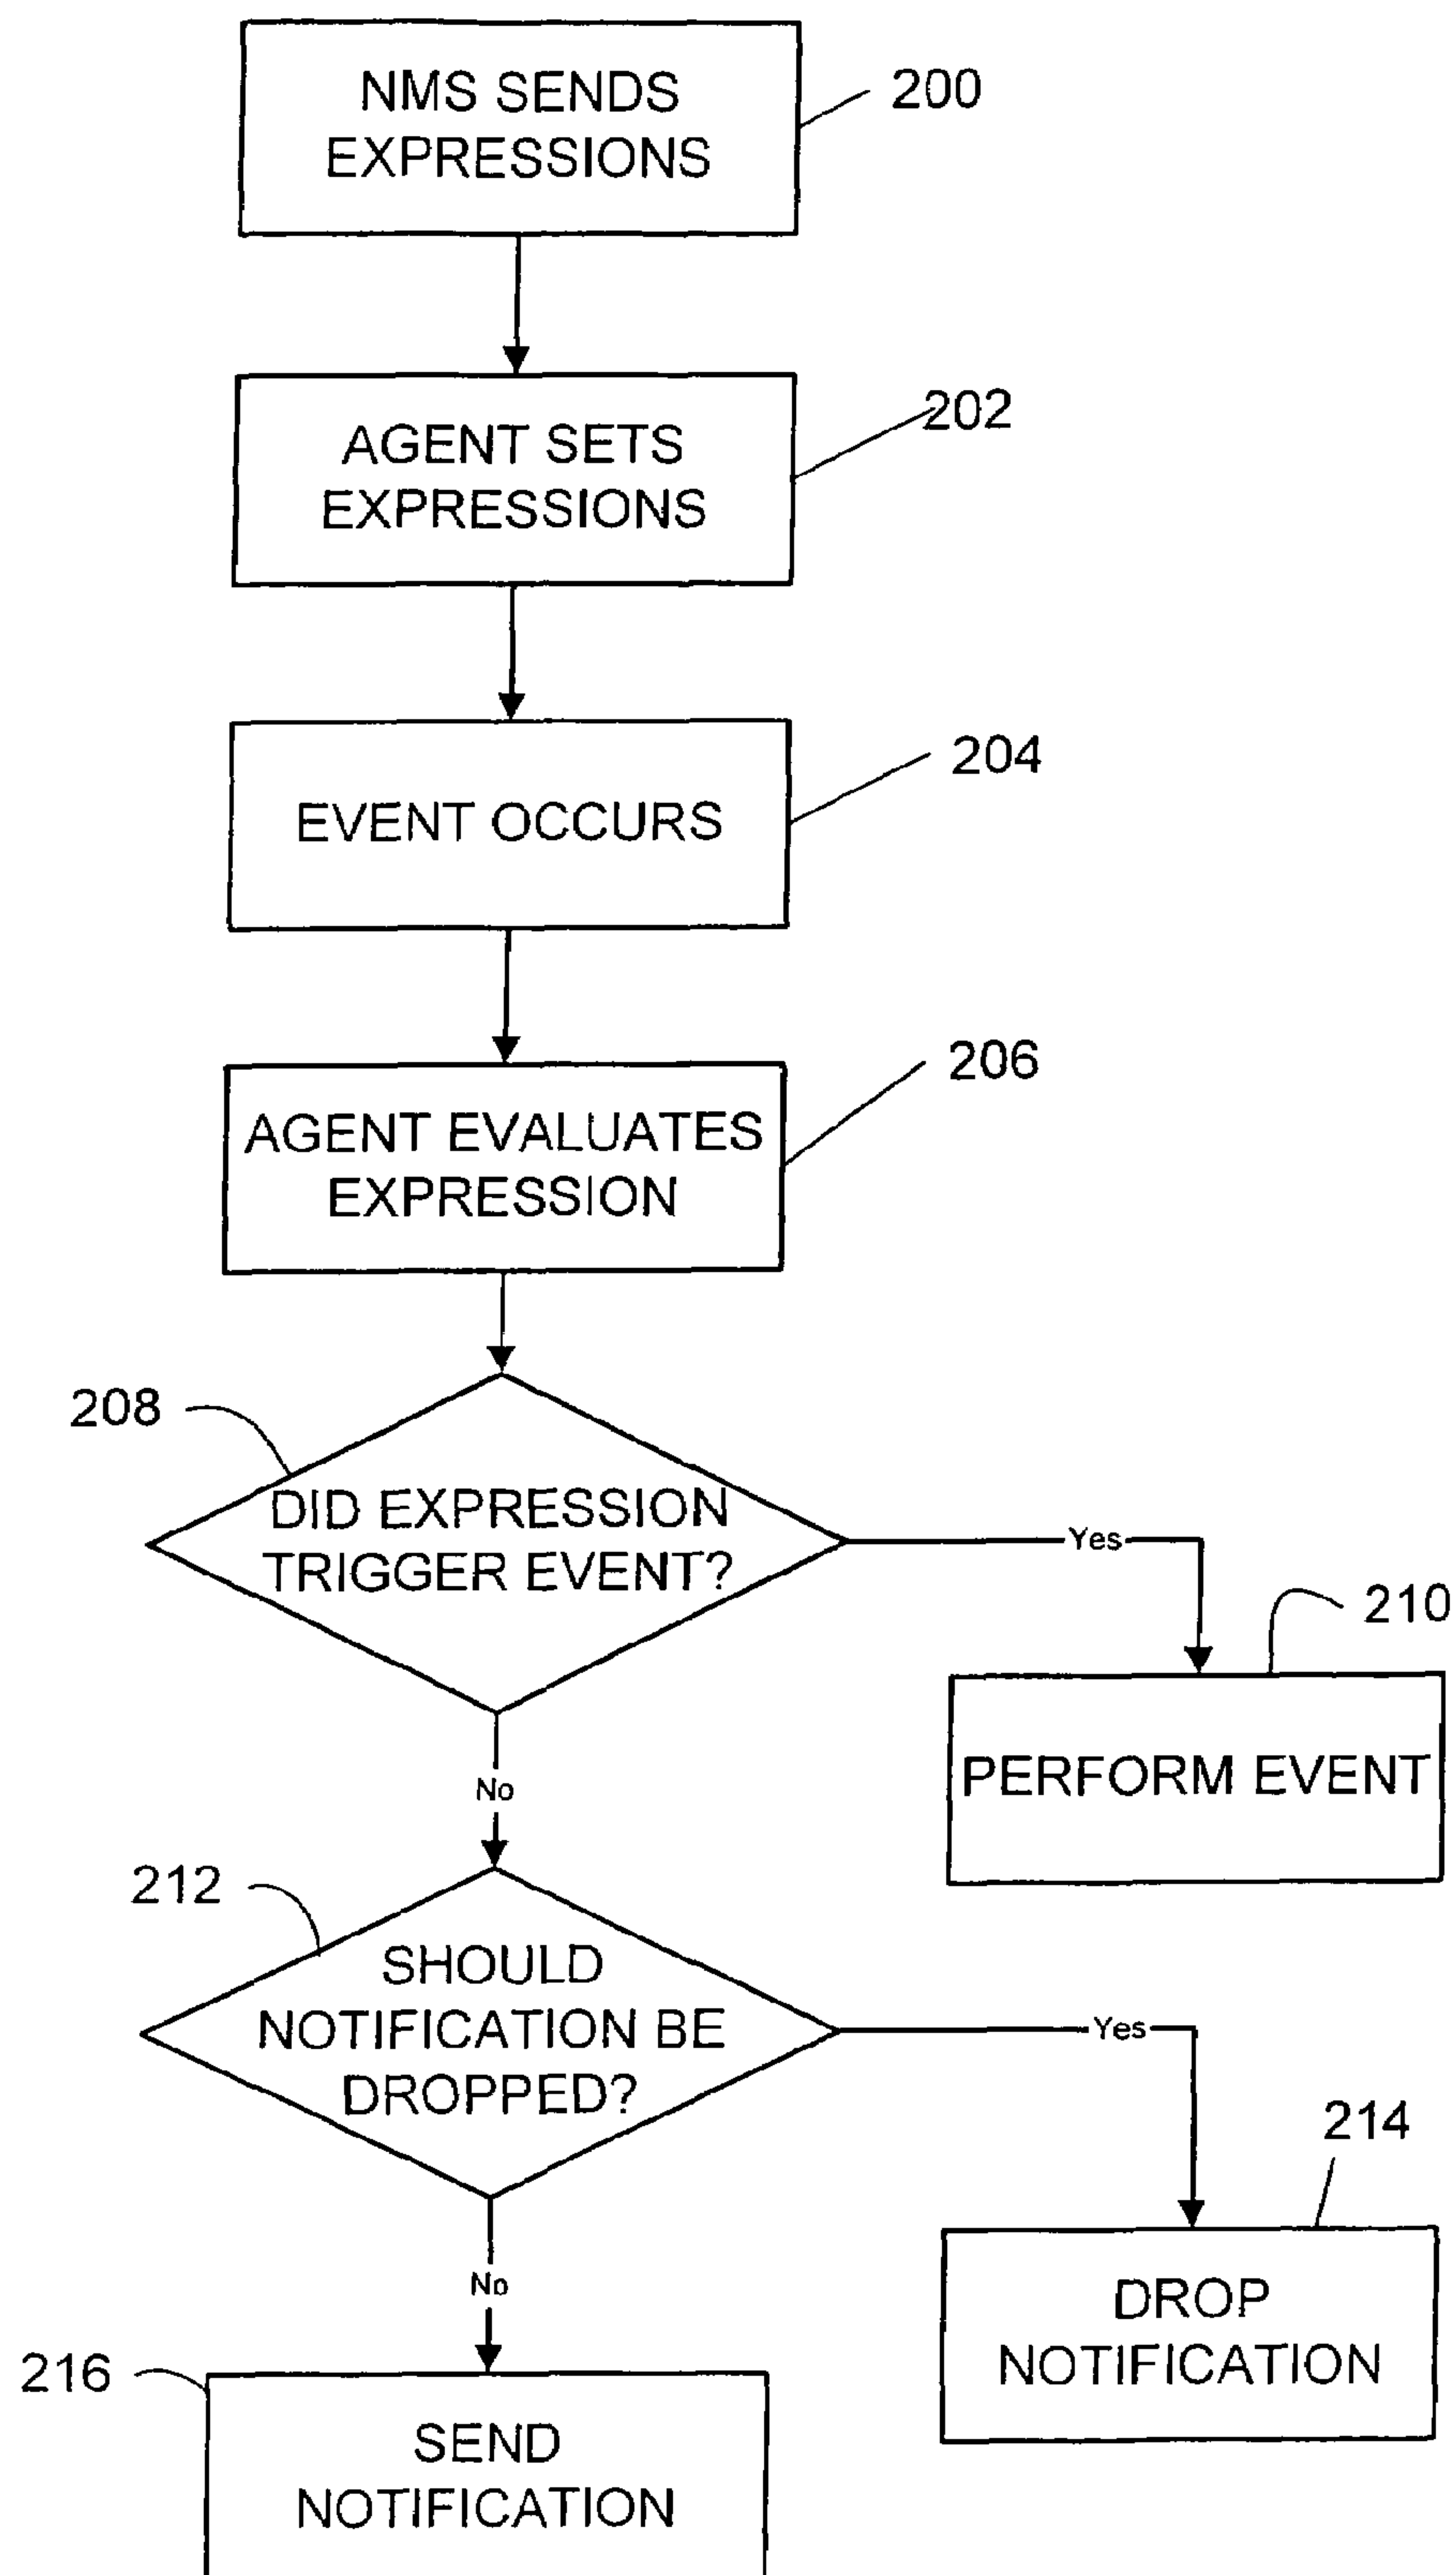 NMS SENDS
EXPRESSIONS
200
AGENT SETS
EXPRESSIONS
202
EVENT OCCURS
204
AGENT EVALUATES
EXPRESSION
206
208
DID EXPRESSION
TRIGGER EVENT?
Yes
210
PERFORM EVENT
No
212
SHOULD
NOTIFICATION BE
DROPPED?
Yes
214
DROP
NOTIFICATION
No
216
SEND
NOTIFICATION